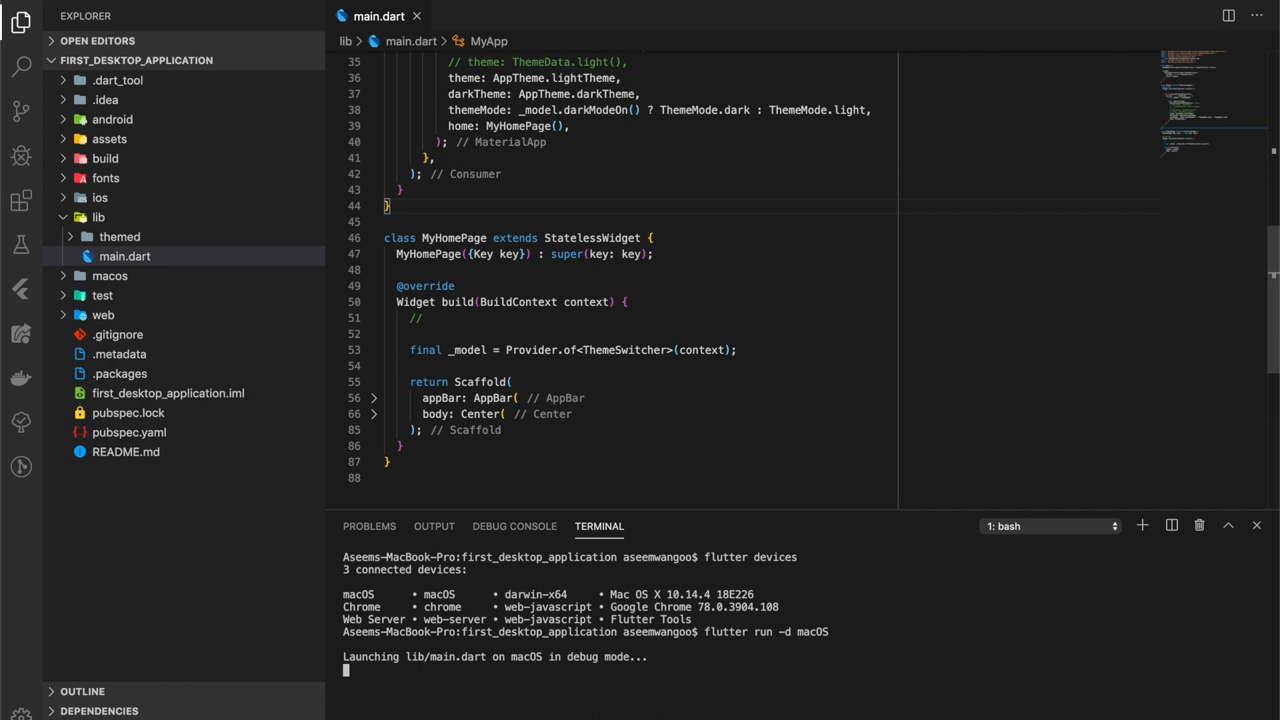 EXPLORER
OPEN EDITORS
FIRST_DESKTOP_APPLICATION
.dart_tool
.idea
android
assets
build
fonts
ios
lib
themed
main.dart
macos
test
web
.gitignore
.metadata
.packages
first_desktop_application.iml
pubspec.lock
pubspec.yaml
README.md
OUTLINE
DEPENDENCIES
main.dart
lib > main.dart > MyApp
35 // theme: ThemeData.light(),
36 theme: AppTheme.lightTheme,
37 darkTheme: AppTheme.darkTheme,
38 themeMode: _model.darkModeOn() ? ThemeMode.dark : ThemeMode.light,
39 home: MyHomePage(),
40 ); // MaterialApp
41 },
42 ); // Consumer
43 }
44 }
45
46 class MyHomePage extends StatelessWidget {
47 MyHomePage({Key key}) : super(key: key);
48
49 @override
50 Widget build(BuildContext context) {
51 //
52
53 final _model = Provider.of<ThemeSwitcher>(context);
54
55 return Scaffold(
56 appBar: AppBar( // AppBar
66 body: Center( // Center
85 ); // Scaffold
86 }
87 }
88
PROBLEMS OUTPUT DEBUG CONSOLE TERMINAL 1: bash
Aseems-MacBook-Pro:first_desktop_application aseemwangoo$ flutter devices
3 connected devices:
macOS • macOS • darwin-x64 • Mac OS X 10.14.4 18E226
Chrome • chrome • web-javascript • Google Chrome 78.0.3904.108
Web Server • web-server • web-javascript • Flutter Tools
Aseems-MacBook-Pro:first_desktop_application aseemwangoo$ flutter run -d macOS
Launching lib/main.dart on macOS in debug mode...